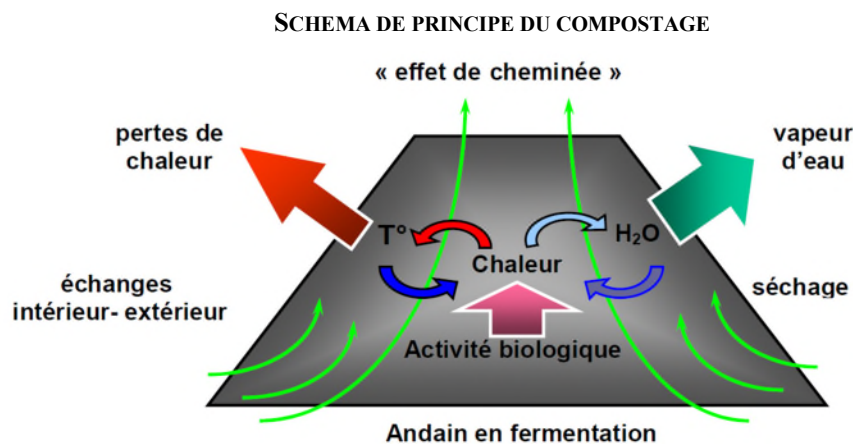 SCHEMA DE PRINCIPE DU COMPOSTAGE
« effet de cheminée »
pertes de
chaleur
vapeur
d’eau
T°
H₂O
Chaleur
échanges
intérieur- extérieur
séchage
Activité biologique
Andain en fermentation